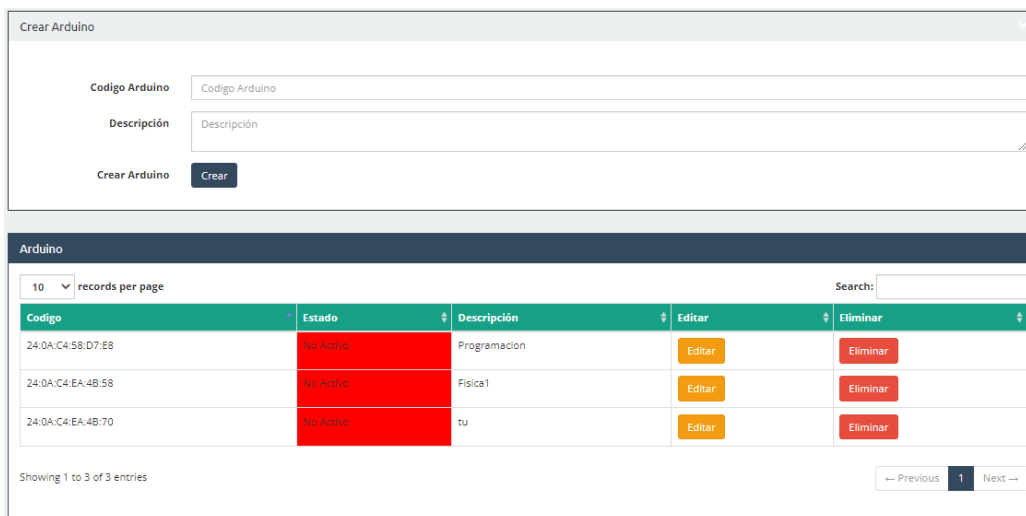 Crear Arduino
Codigo Arduino Codigo Arduino
Descripción Descripción
Crear Arduino Crear
Arduino
10 records per page Search:
Codigo Estado Descripción Editar Eliminar
24:0A:C4:58:D7:E8 No Activo Programacion Editar Eliminar
24:0A:C4:EA:4B:58 No Activo Fisica1 Editar Eliminar
24:0A:C4:EA:4B:70 No Activo tu Editar Eliminar
Showing 1 to 3 of 3 entries ← Previous 1 Next →